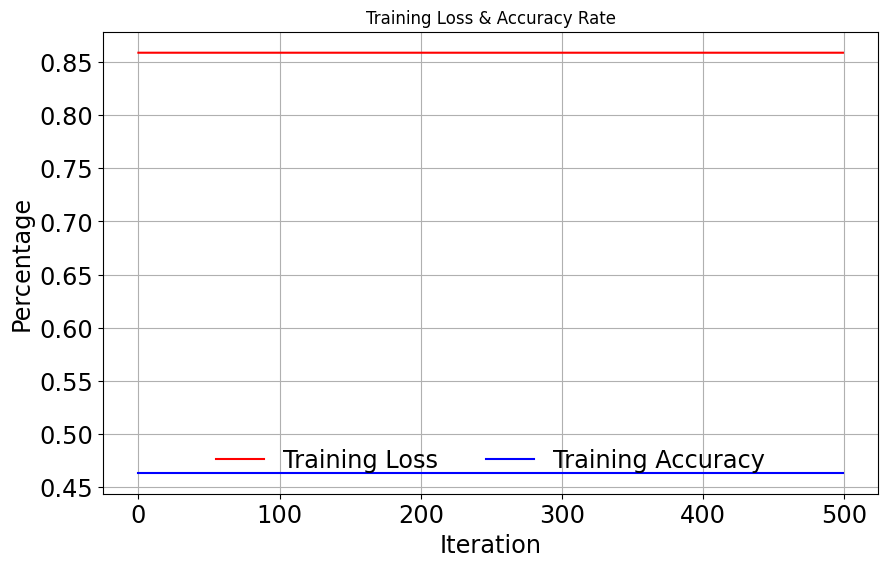 Training Loss & Accuracy Rate
Percentage
0.85
0.80
0.75
0.70
0.65
0.60
0.55
0.50
0.45
Training Loss Training Accuracy
0 100 200 300 400 500
Iteration